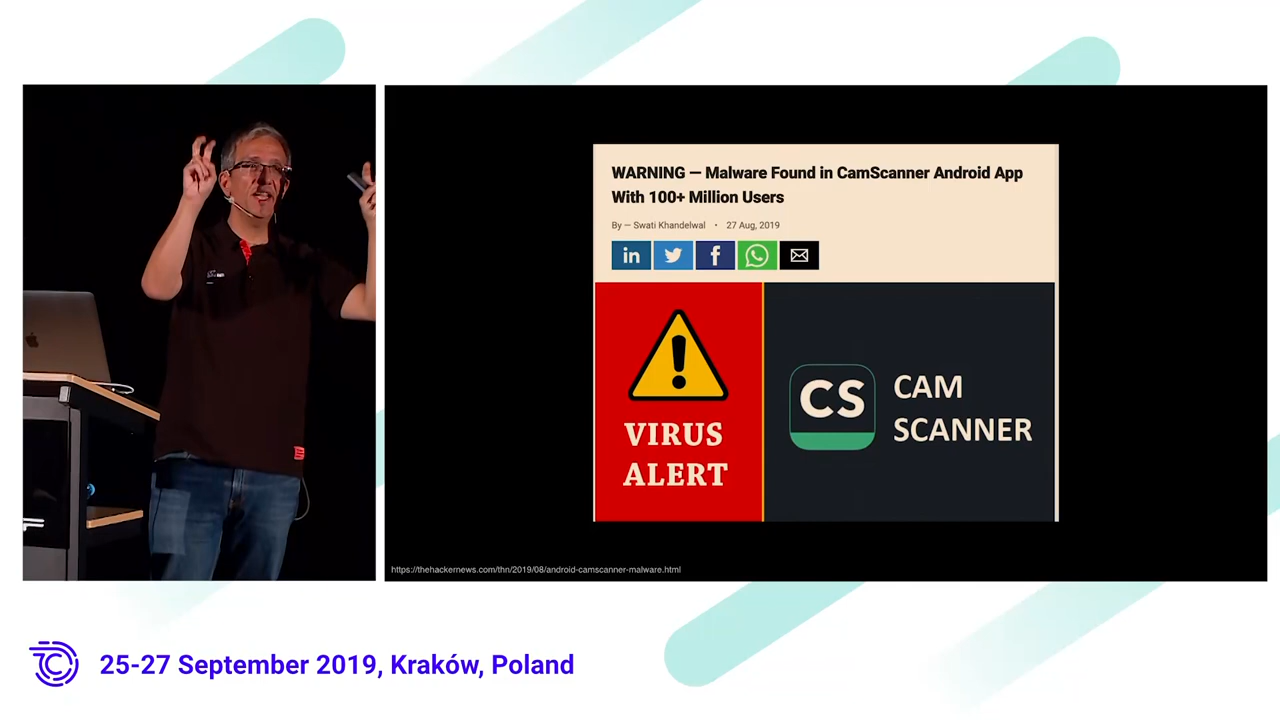 WARNING — Malware Found in CamScanner Android App
With 100+ Million Users
By — Swati Khandelwal • 27 Aug, 2019
in
f
VIRUS
ALERT
CS
CAM
SCANNER
https://thehackernews.com/thn/2019/08/android-camscanner-malware.html
25-27 September 2019, Kraków, Poland